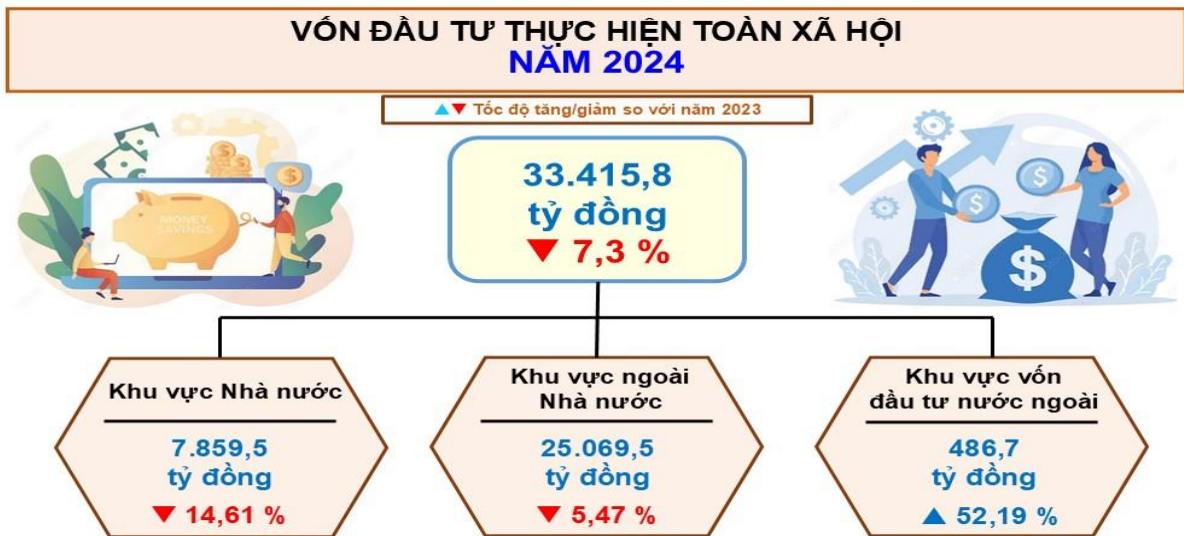 VỐN ĐẦU TƯ THỰC HIỆN TOÀN XÃ HỘI
NĂM 2024
▲▼ Tốc độ tăng/giảm so với năm 2023
MONEY
SAVINGS
$
$
$
$
33.415,8
tỷ đồng
▼ 7,3 %
Khu vực Nhà nước
7.859,5
tỷ đồng
▼ 14,61 %
Khu vực ngoài
Nhà nước
25.069,5
tỷ đồng
▼ 5,47 %
Khu vực vốn
đầu tư nước ngoài
486,7
tỷ đồng
▲ 52,19 %